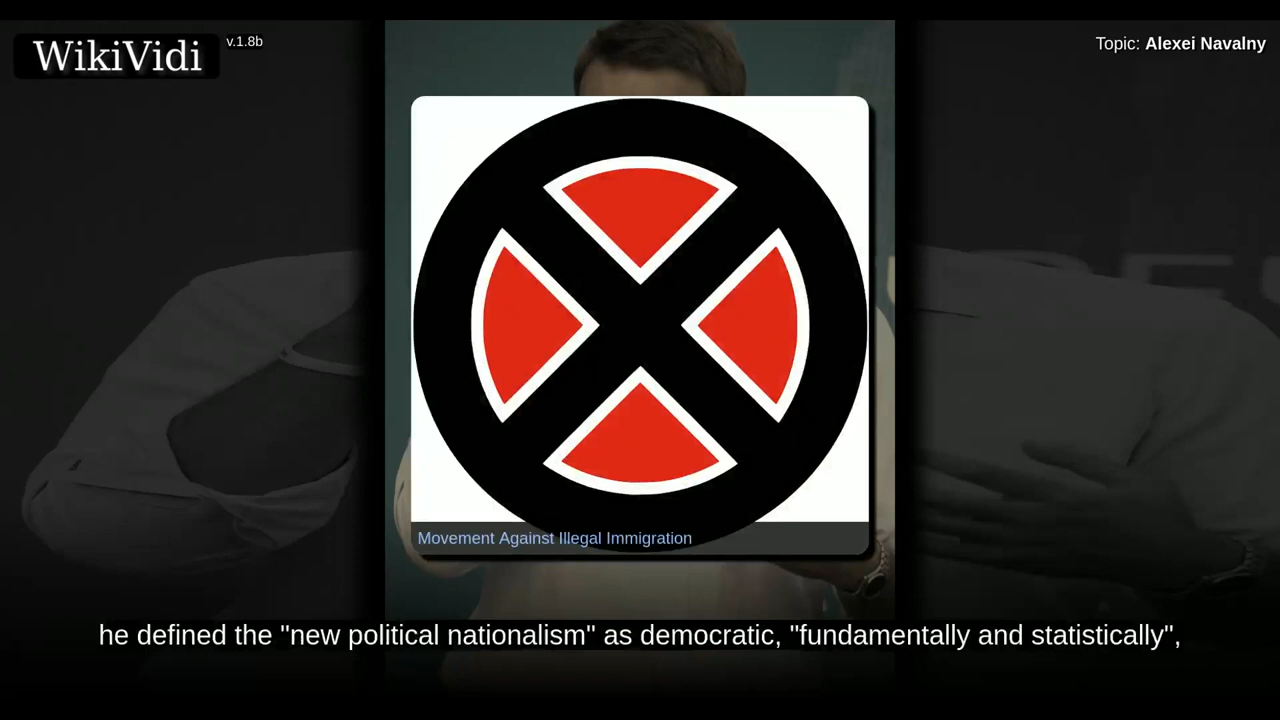 WikiVidi
v.1.8b
Topic: Alexei Navalny
Movement Against Illegal Immigration
he defined the "new political nationalism" as democratic, "fundamentally and statistically",